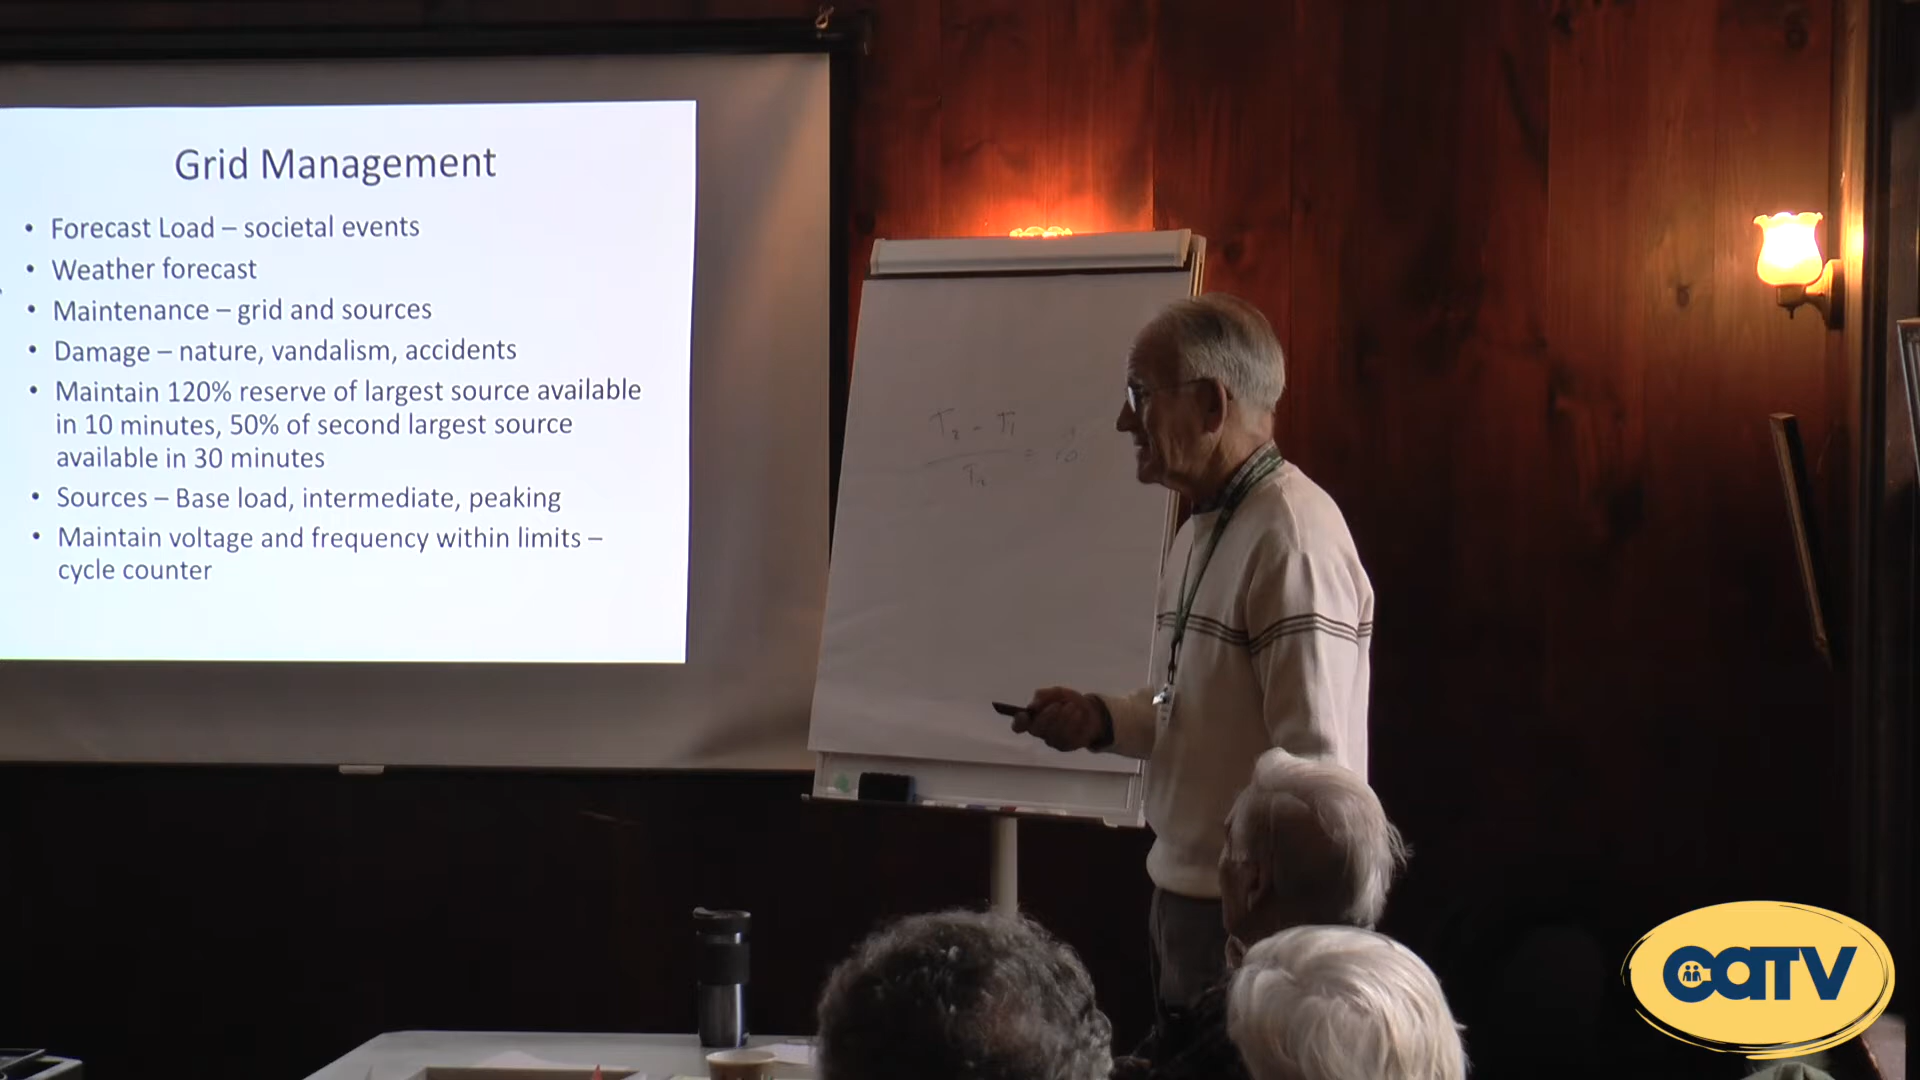 Grid Management
• Forecast Load – societal events
• Weather forecast
• Maintenance – grid and sources
• Damage – nature, vandalism, accidents
• Maintain 120% reserve of largest source available
in 10 minutes, 50% of second largest source
available in 30 minutes
• Sources – Base load, intermediate, peaking
• Maintain voltage and frequency within limits –
cycle counter
T₂ - T₁
T₂ =
CATV